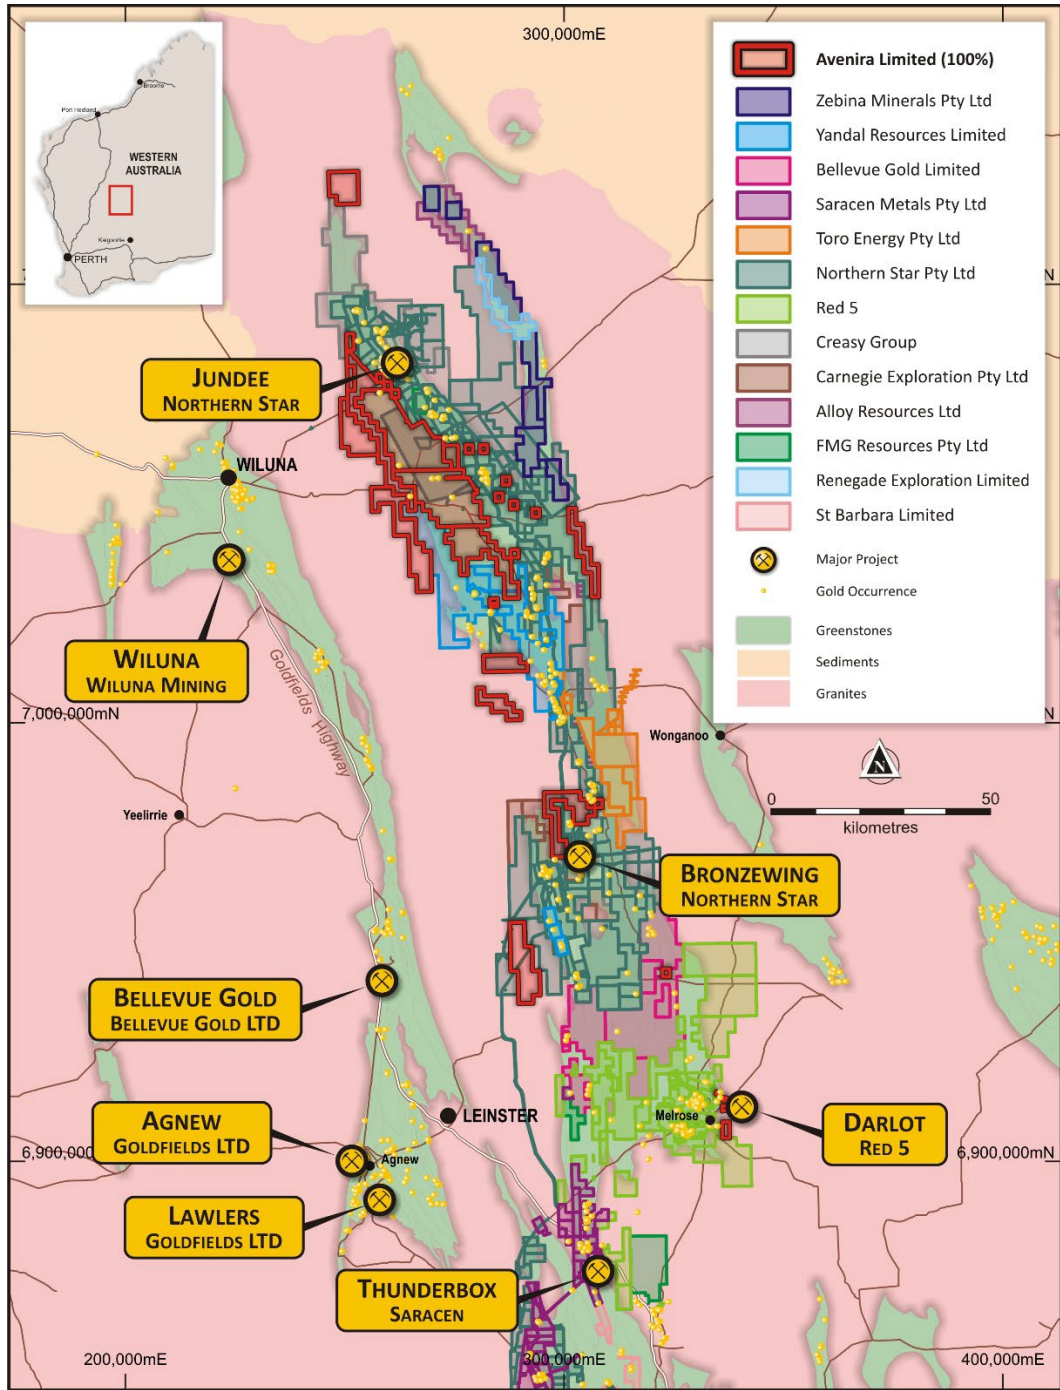 300,000mE
Broome
Port Hedland
WESTERN
AUSTRALIA
Kalgoorlie
PERTH
Avenira Limited (100%)
Zebina Minerals Pty Ltd
Yandal Resources Limited
Bellevue Gold Limited
Saracen Metals Pty Ltd
Toro Energy Pty Ltd
Northern Star Pty Ltd
Red 5
Creasy Group
Carnegie Exploration Pty Ltd
Alloy Resources Ltd
FMG Resources Pty Ltd
Renegade Exploration Limited
St Barbara Limited
Major Project
Gold Occurrence
Greenstones
Sediments
Granites
N
JUNDEE
NORTHERN STAR
WILUNA
WILUNA
WILUNA MINING
Goldfields Highway
7,000,000mN
N
Wonganoo
N
0 50
kilometres
Yeelirrie
BRONZEWING
NORTHERN STAR
BELLEVUE GOLD
BELLEVUE GOLD LTD
AGNEW
GOLDFIELDS LTD
LEINSTER
Melrose
DARLOT
RED 5
6,900,000mN
Agnew
6,900,000mN
LAWLERS
GOLDFIELDS LTD
THUNDERBOX
SARACEN
200,000mE
300,000mE
400,000mE